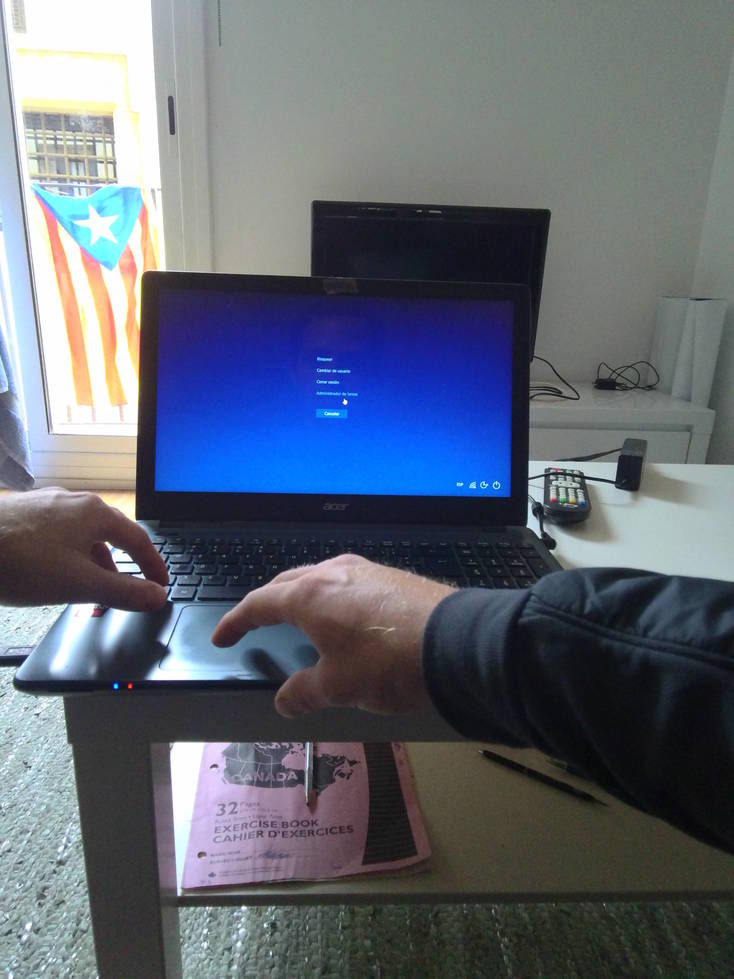 Bloquear
Cambiar de usuario
Cerrar sesión
Administrador de tareas
Cancelar
ESP
acer
CANADA
32 Pages
EXERCISE BOOK
CAHIER D'EXERCICES